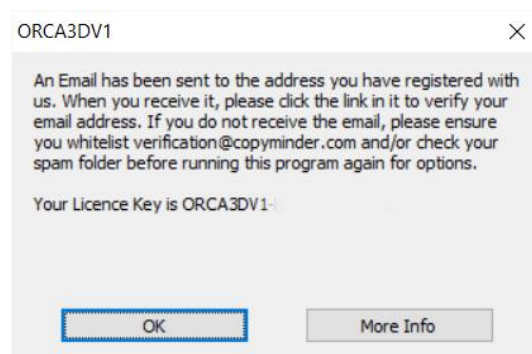 ORCA3DV1
An Email has been sent to the address you have registered with
us. When you receive it, please click the link in it to verify your
email address. If you do not receive the email, please ensure
you whitelist verification@copyminder.com and/or check your
spam folder before running this program again for options.
Your Licence Key is ORCA3DV1-
OK
More Info